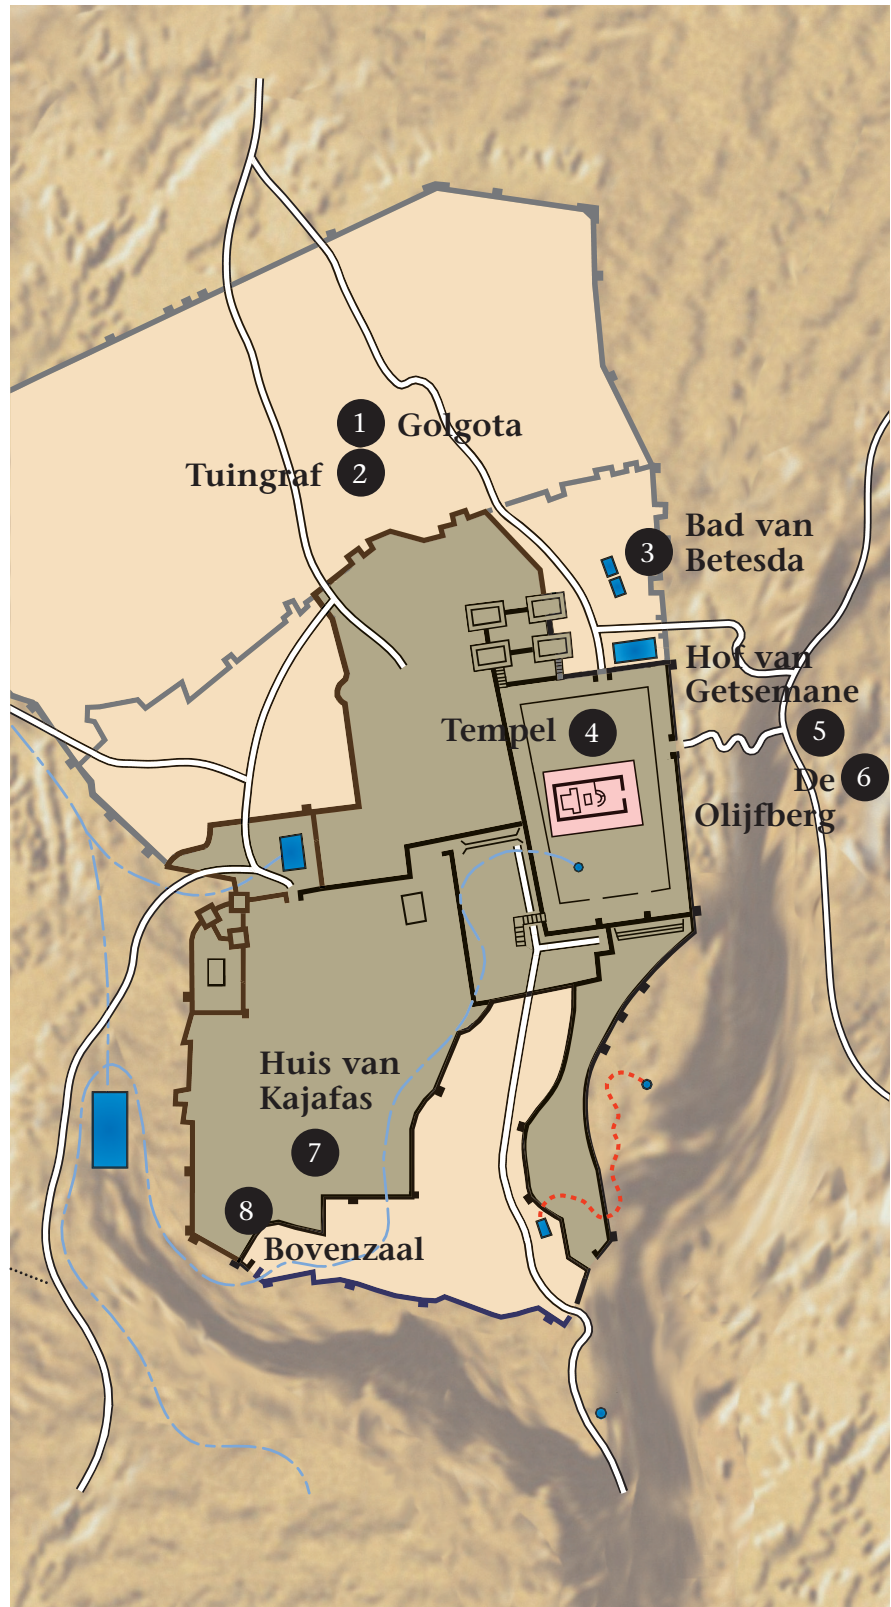 1 Golgota
Tuingraf 2
3 Bad van
Betesda
Hof van
Getsemane
Tempel 4
5
De 6
Olijfberg
Huis van
Kajafas
7
8
Bovenzaal